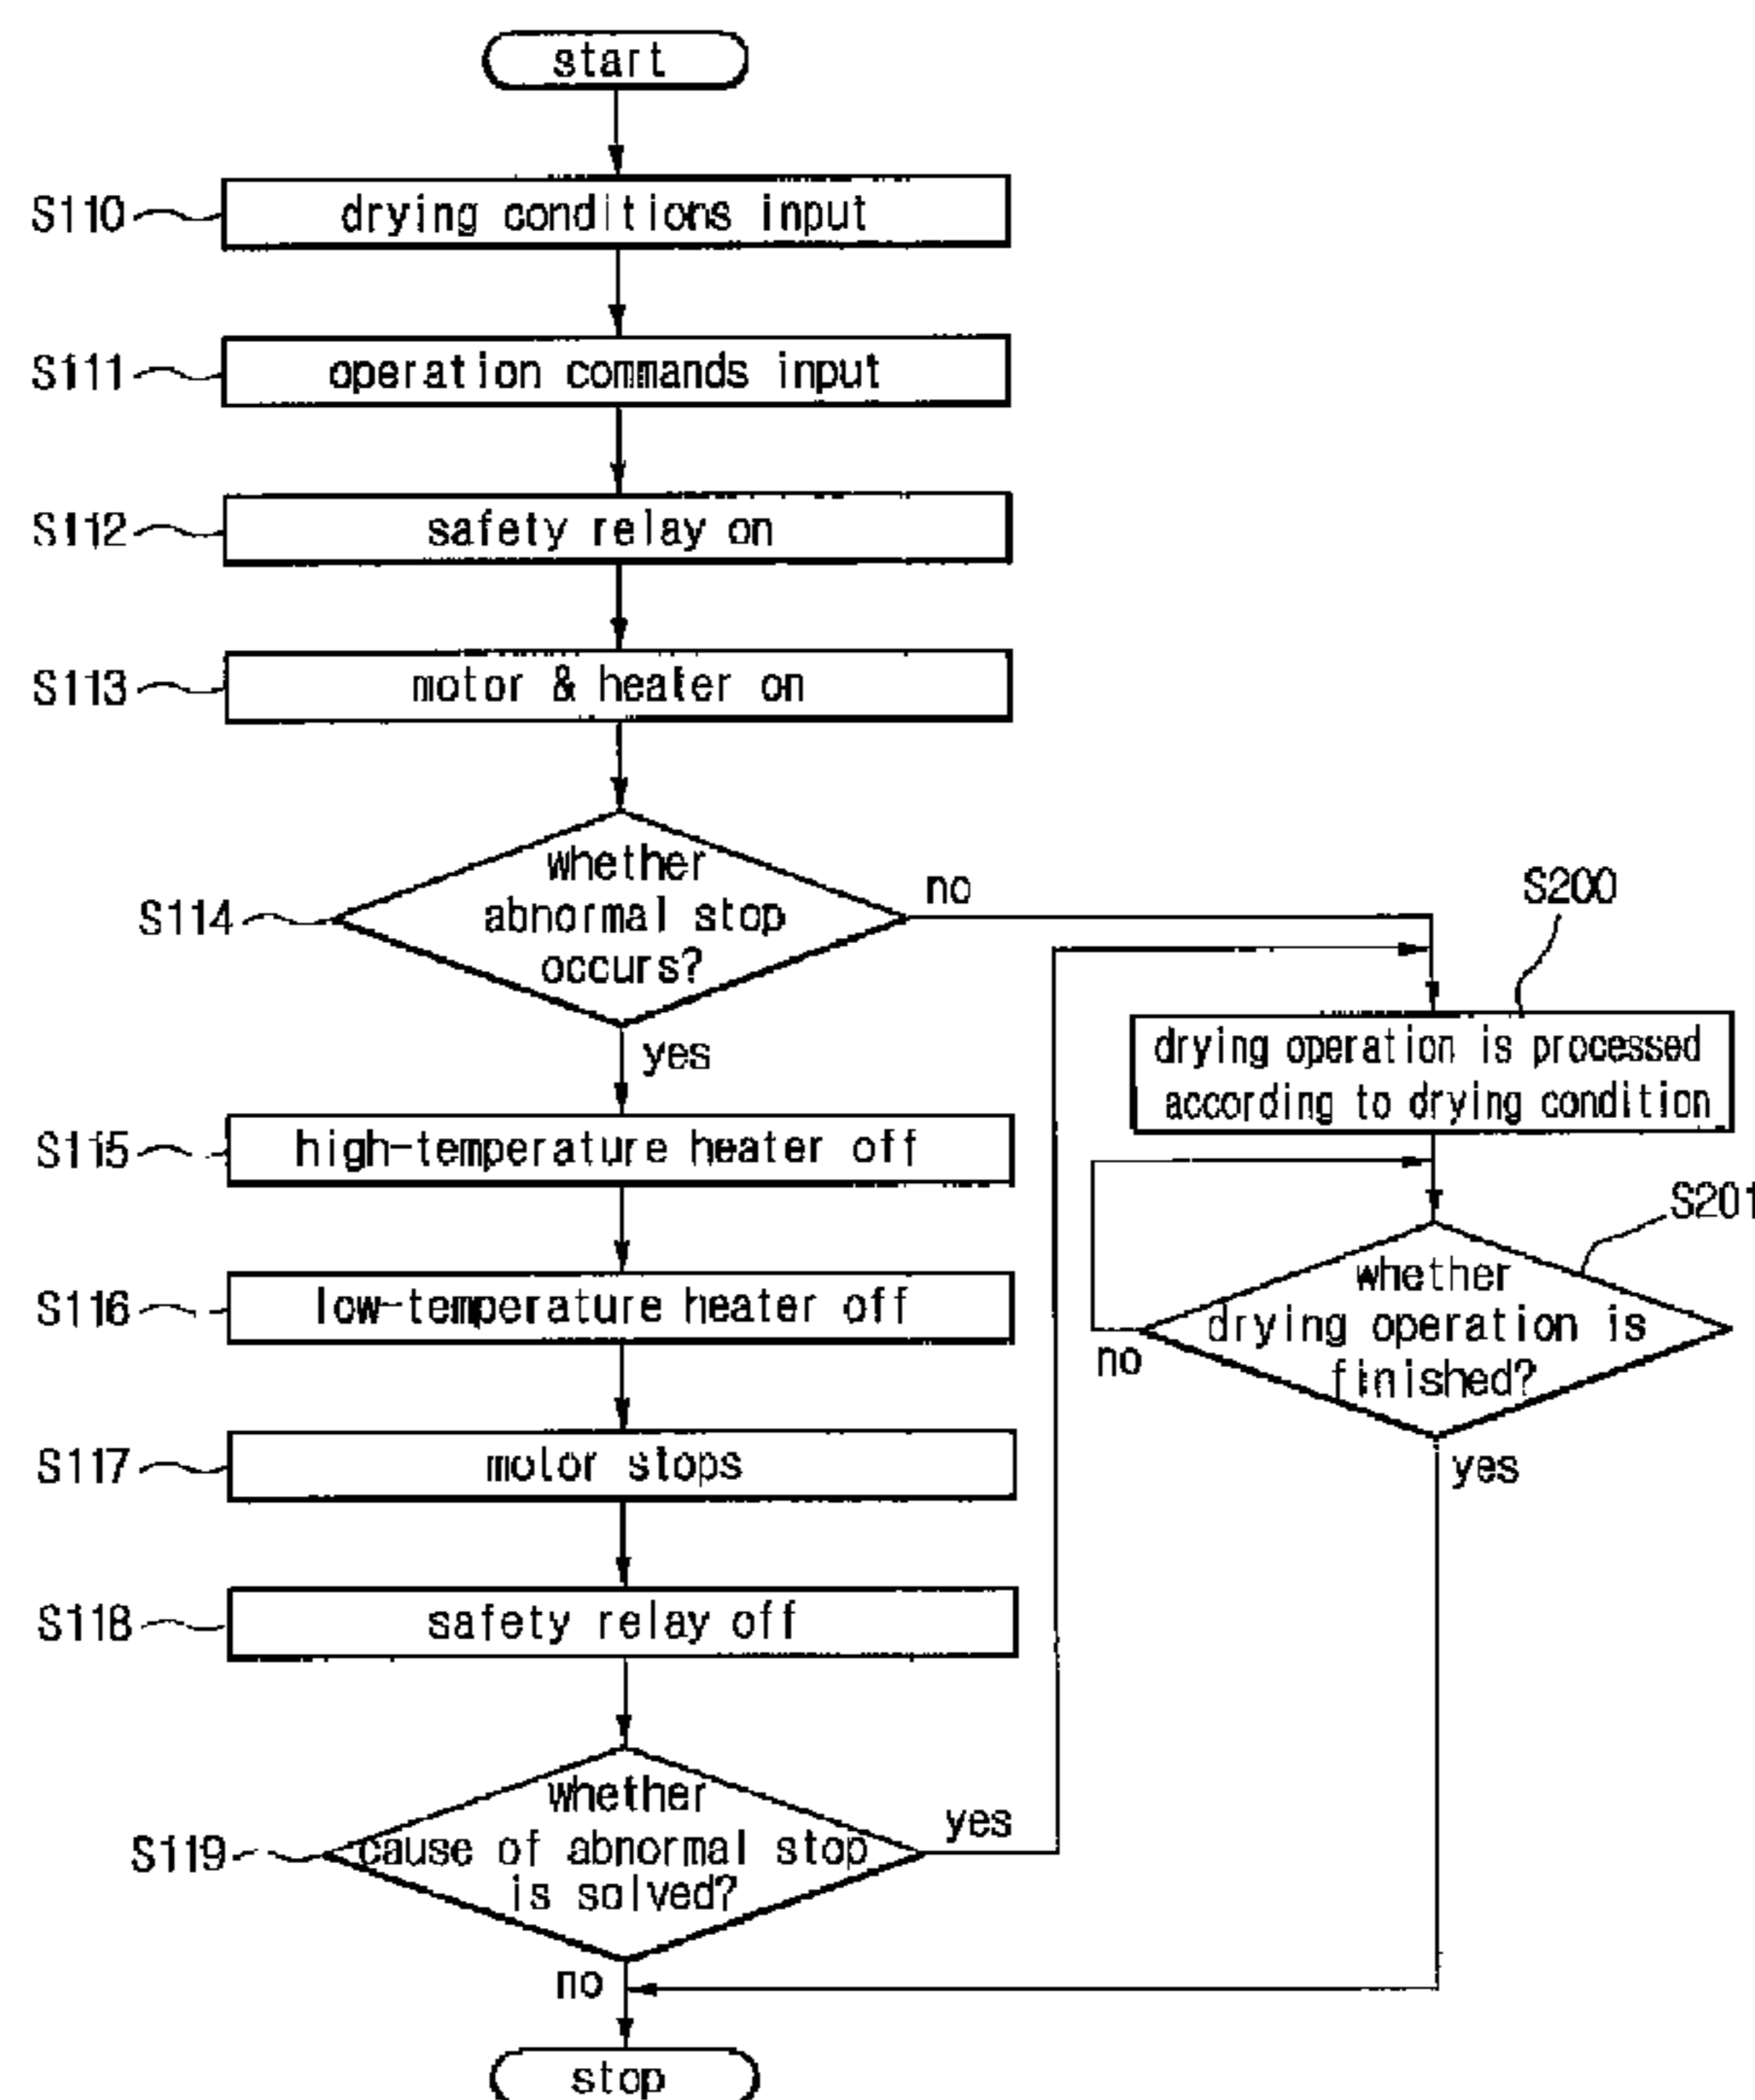 start
S110
drying conditions input
S111
operation commands input
S112
safety relay on
S113
motor & heater on
S114
whether
abnormal stop
occurs?
no
yes
S115
high-temperature heater off
S116
low-temperature heater off
S117
motor stops
S118
safety relay off
S119
whether
cause of abnormal stop
is solved?
yes
no
stop
S200
drying operation is processed
according to drying condition
S201
whether
drying operation is
finished?
no
yes